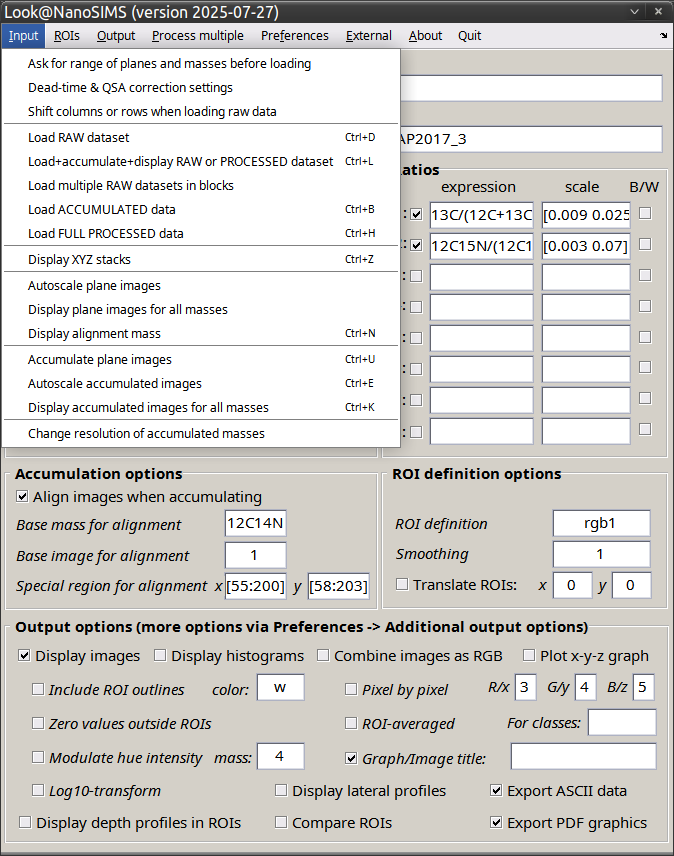 Look@NanoSIMS (version 2025-07-27)
Input ROIs Output Process multiple Preferences External About Quit
Ask for range of planes and masses before loading
Dead-time & QSA correction settings
Shift columns or rows when loading raw data
Load RAW dataset Ctrl+D
Load+accumulate+display RAW or PROCESSED dataset Ctrl+L
Load multiple RAW datasets in blocks
Load ACCUMULATED data Ctrl+B
Load FULL PROCESSED data Ctrl+H
Display XYZ stacks Ctrl+Z
Autoscale plane images
Display plane images for all masses
Display alignment mass Ctrl+N
Accumulate plane images Ctrl+U
Autoscale accumulated images Ctrl+E
Display accumulated images for all masses Ctrl+K
Change resolution of accumulated masses
AP2017_3
atios
expression scale B/W
: 13C/(12C+13C [0.009 0.025
: 12C15N/(12C1 [0.003 0.07]
:
:
:
:
:
:
Accumulation options
Align images when accumulating
Base mass for alignment 12C14N
Base image for alignment 1
Special region for alignment x [55:200] y [58:203]
ROI definition options
ROI definition rgb1
Smoothing 1
Translate ROIs: x 0 y 0
Output options (more options via Preferences -> Additional output options)
Display images Display histograms Combine images as RGB Plot x-y-z graph
Include ROI outlines color: w Pixel by pixel R/x 3 G/y 4 B/z 5
Zero values outside ROIs ROI-averaged For classes:
Modulate hue intensity mass: 4 Graph/Image title:
Log10-transform Display lateral profiles Export ASCII data
Display depth profiles in ROIs Compare ROIs Export PDF graphics